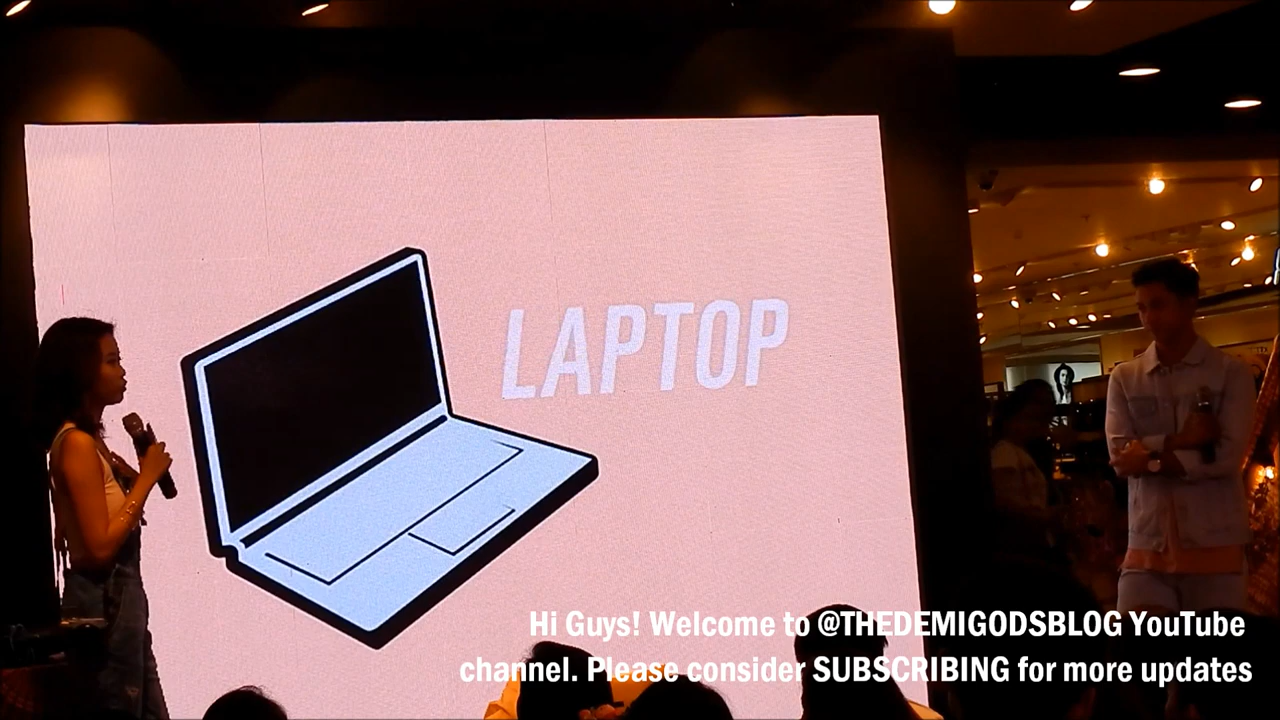 LAPTOP
Hi Guys! Welcome to @THEDEMIGODSBLOG YouTube
channel. Please consider SUBSCRIBING for more updates